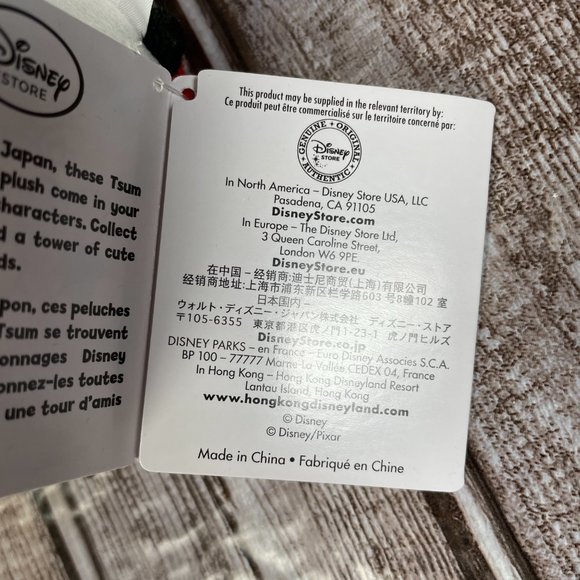 Disney
STORE
Japan, these Tsum
plush come in your
characters. Collect
a tower of cute
ces peluches
Tsum se trouvent
Disney
toutes
une tour d'amis
This product may be supplied in the relevant territory by:
Ce produit peut être commercialisé sur le territoire concerné par:
GENUINE • ORIGINAL • AUTHENTIC •
Disney
STORE
In North America – Disney Store USA, LLC
Pasadena, CA 91105
DisneyStore.com
In Europe – The Disney Store Ltd,
3 Queen Caroline Street,
London W6 9PE.
DisneyStore.eu
在中国 - 经销商:迪士尼商贸(上海)有限公司
经销商地址:上海市浦东新区栏学路503 号8幢102 室
日本国内 –
ウォルト・ディズニー・ジャパン株式会社 ディズニー・ストア
〒105-6355 東京都港区虎ノ門1-23-1 虎ノ門ヒルズ
DisneyStore.co.jp
DISNEY PARKS – en France – Euro Disney Associes S.C.A.
BP 100 – 77777 Marne-La-Vallée CEDEX 04, France
In Hong Kong – Hong Kong Disneyland Resort
Lantau Island, Hong Kong
www.hongkongdisneyland.com
© Disney
© Disney/Pixar
Made in China • Fabriqué en Chine